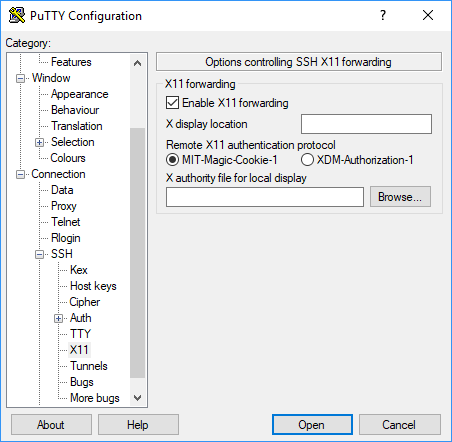 PuTTY Configuration
?
Category:
Features
Window
Appearance
Behaviour
Translation
Selection
Colours
Connection
Data
Proxy
Telnet
Rlogin
SSH
Kex
Host keys
Cipher
Auth
TTY
X11
Tunnels
Bugs
More bugs
Options controlling SSH X11 forwarding
X11 forwarding
Enable X11 forwarding
X display location
Remote X11 authentication protocol
MIT-Magic-Cookie-1 XDM-Authorization-1
X authority file for local display
Browse...
About Help Open Cancel